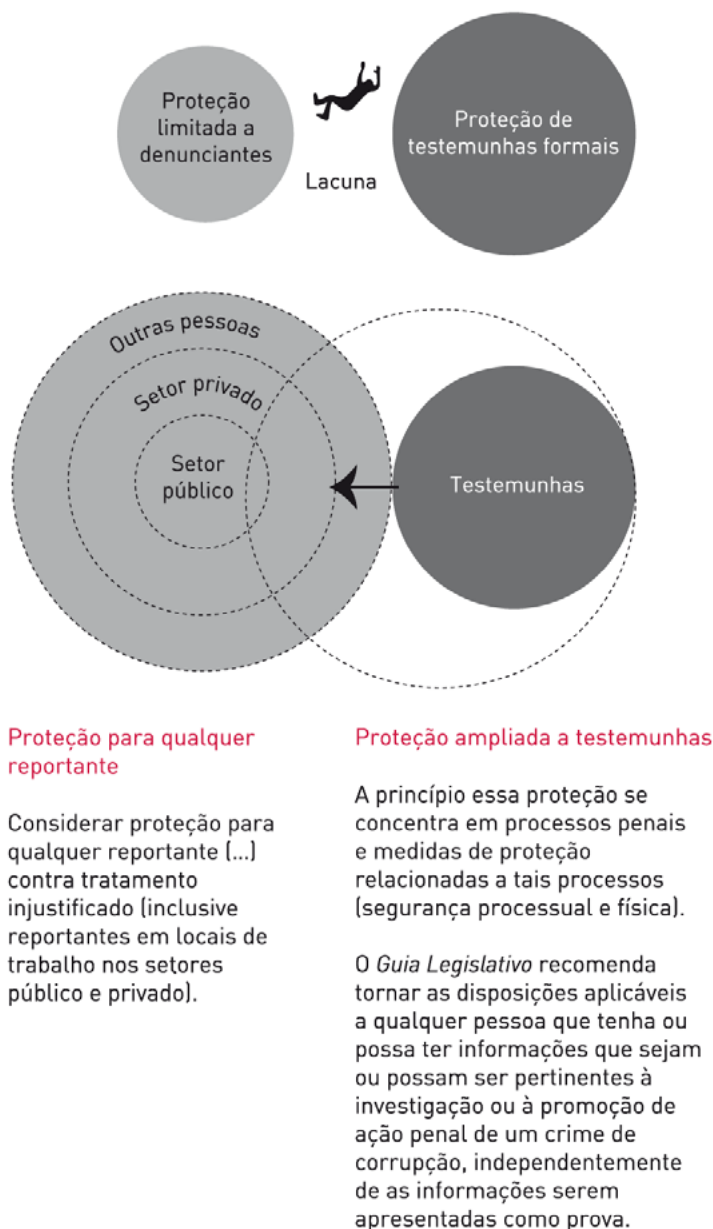 Proteção
limitada a
denunciantes
Lacuna
Proteção de
testemunhas formais
Outras pessoas
Setor privado
Setor
público
Testemunhas
Proteção para qualquer
reportante
Considerar proteção para
qualquer reportante (...)
contra tratamento
injustificado (inclusive
reportantes em locais de
trabalho nos setores
público e privado).
Proteção ampliada a testemunhas
A princípio essa proteção se
concentra em processos penais
e medidas de proteção
relacionadas a tais processos
(segurança processual e física).
O Guia Legislativo recomenda
tornar as disposições aplicáveis
a qualquer pessoa que tenha ou
possa ter informações que sejam
ou possam ser pertinentes à
investigação ou à promoção de
ação penal de um crime de
corrupção, independentemente
de as informações serem
apresentadas como prova.